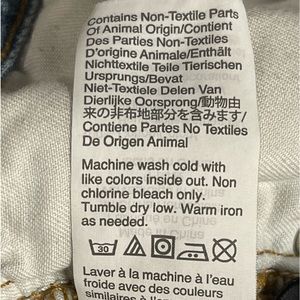 Contains Non-Textile Parts
Of Animal Origin/Contient
Des Parties Non-Textiles
D'origine Animale/Enthält
Nichttextile Teile Tierischen
Ursprungs/Bevat
Niet-Textiele Delen Van
Dierlijke Oorsprong/動物由
来の非布地部分を含みます/
Contiene Partes No Textiles
De Origen Animal
Machine wash cold with
like colors inside out. Non
chlorine bleach only.
Tumble dry low. Warm iron
as needed.
30
Laver à la machine à l'eau
froide avec des couleurs
similaires à l'envers